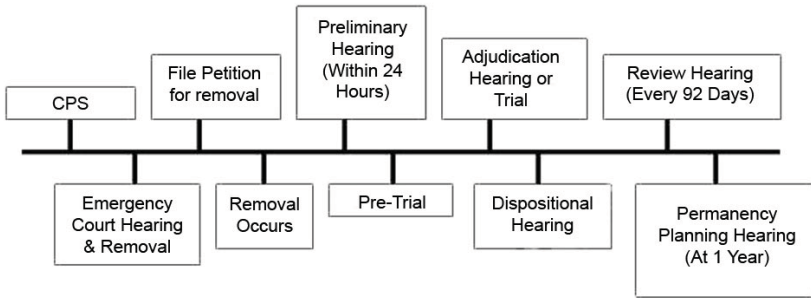 CPS
File Petition
for removal
Preliminary
Hearing
(Within 24
Hours)
Adjudication
Hearing or
Trial
Review Hearing
(Every 92 Days)
Emergency
Court Hearing
& Removal
Removal
Occurs
Pre-Trial
Dispositional
Hearing
Permanency
Planning Hearing
(At 1 Year)